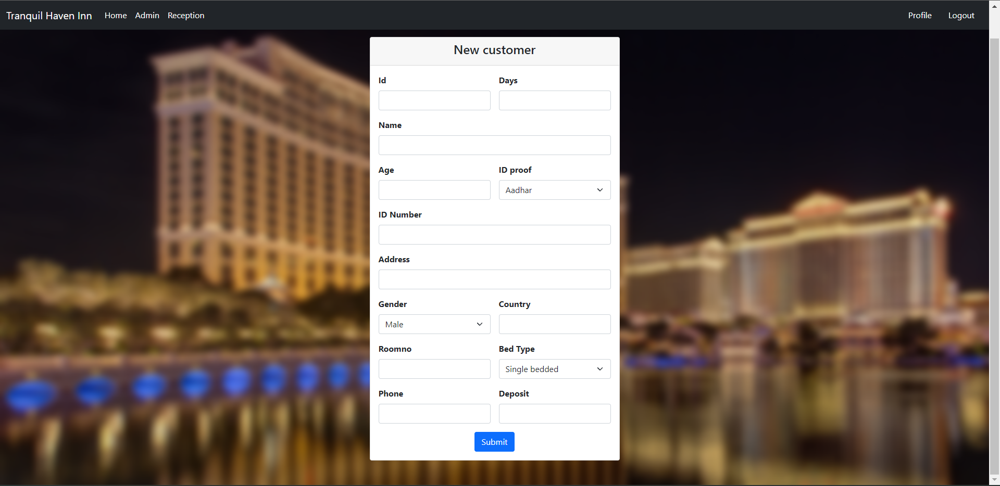 Tranquil Haven Inn Home Admin Reception Profile Logout
New customer
Id Days
Name
Age ID proof
Aadhar
ID Number
Address
Gender Country
Male
Roomno Bed Type
Single bedded
Phone Deposit
Submit